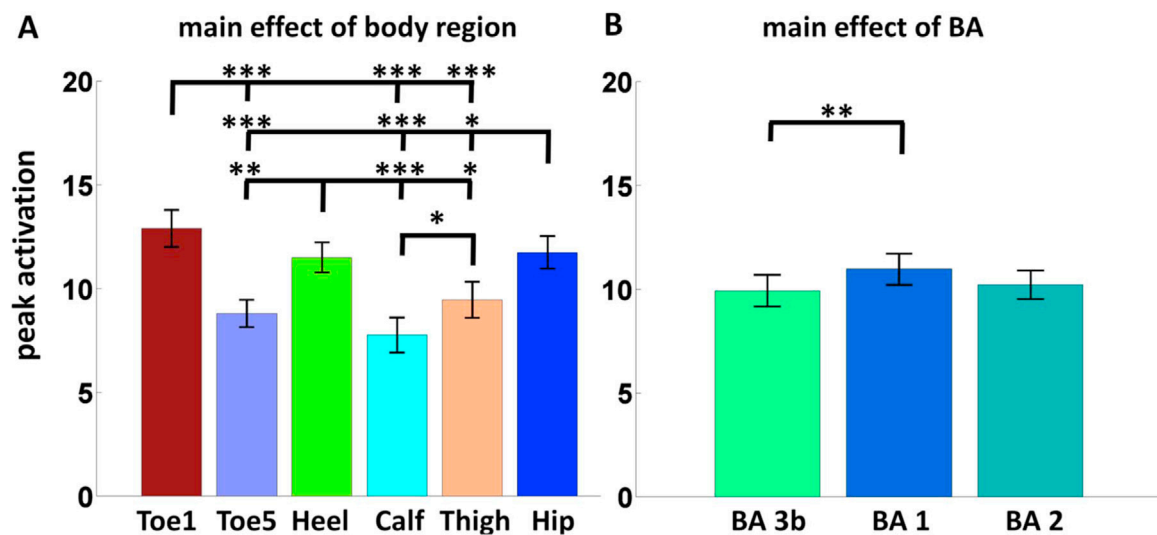 A main effect of body region
*** *** ***
*** *** *
** *** *
*
20
15
10
5
0
peak activation
Toe1 Toe5 Heel Calf Thigh Hip
B main effect of BA
**
20
15
10
5
0
BA 3b BA 1 BA 2